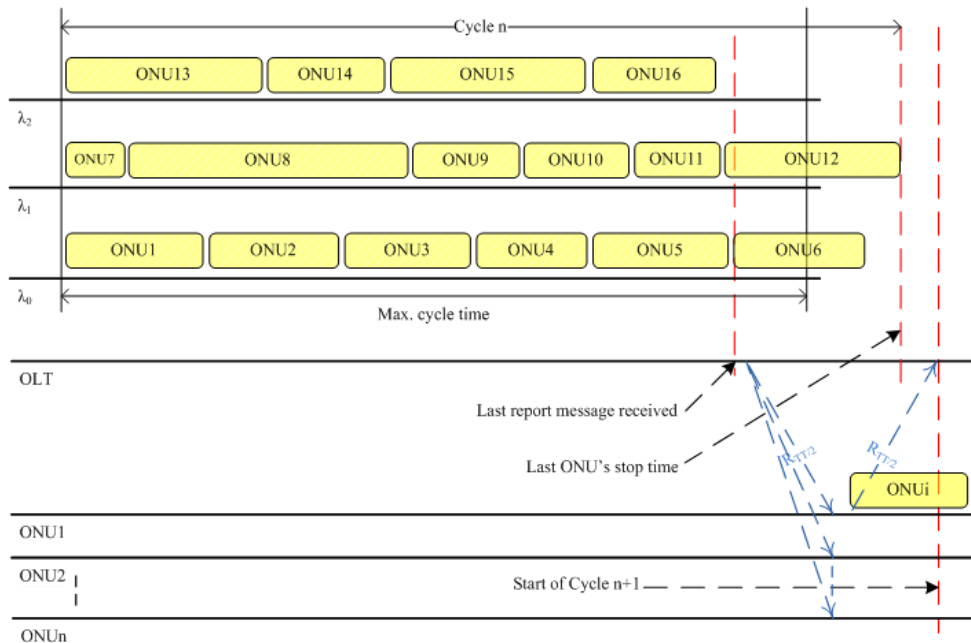 Cycle n
ONU13 ONU14 ONU15 ONU16
λ2
ONU7 ONU8 ONU9 ONU10 ONU11 ONU12
λ1
ONU1 ONU2 ONU3 ONU4 ONU5 ONU6
λ0
Max. cycle time
OLT
Last report message received
RTT/2 RTT/2
Last ONU's stop time
ONUi
ONU1
ONU2
Start of Cycle n+1
ONUn